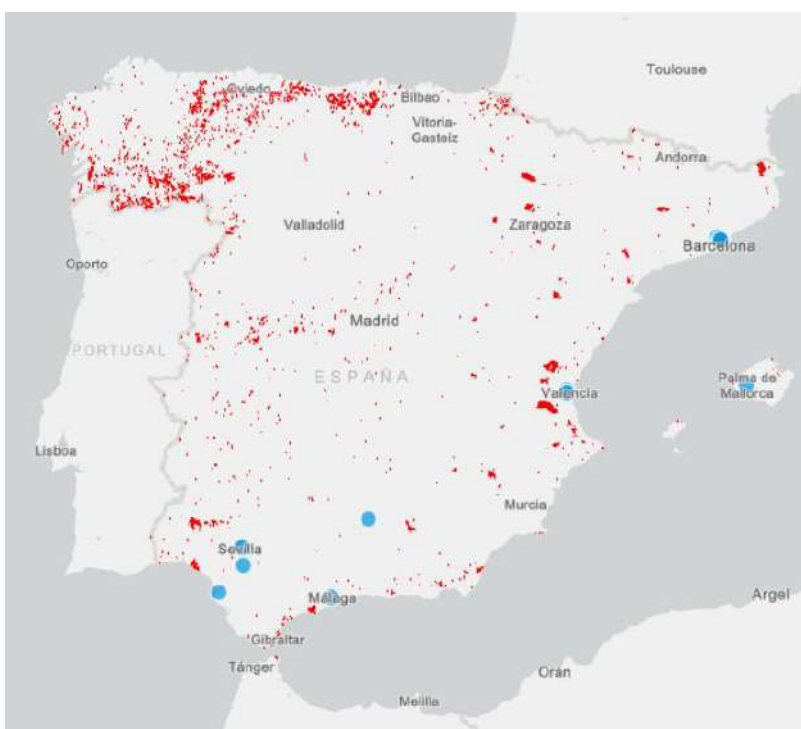 Toulouse
Oviedo
Bilbao
Vitoria-
Gasteiz
Andorra
Valladolid
Zaragoza
Barcelona
Oporto
Madrid
PORTUGAL
ESPAÑA
Palma de
Mallorca
Valencia
Lisboa
Murcia
Sevilla
Málaga
Argel
Gibraltar
Tánger
Orán
Melilla